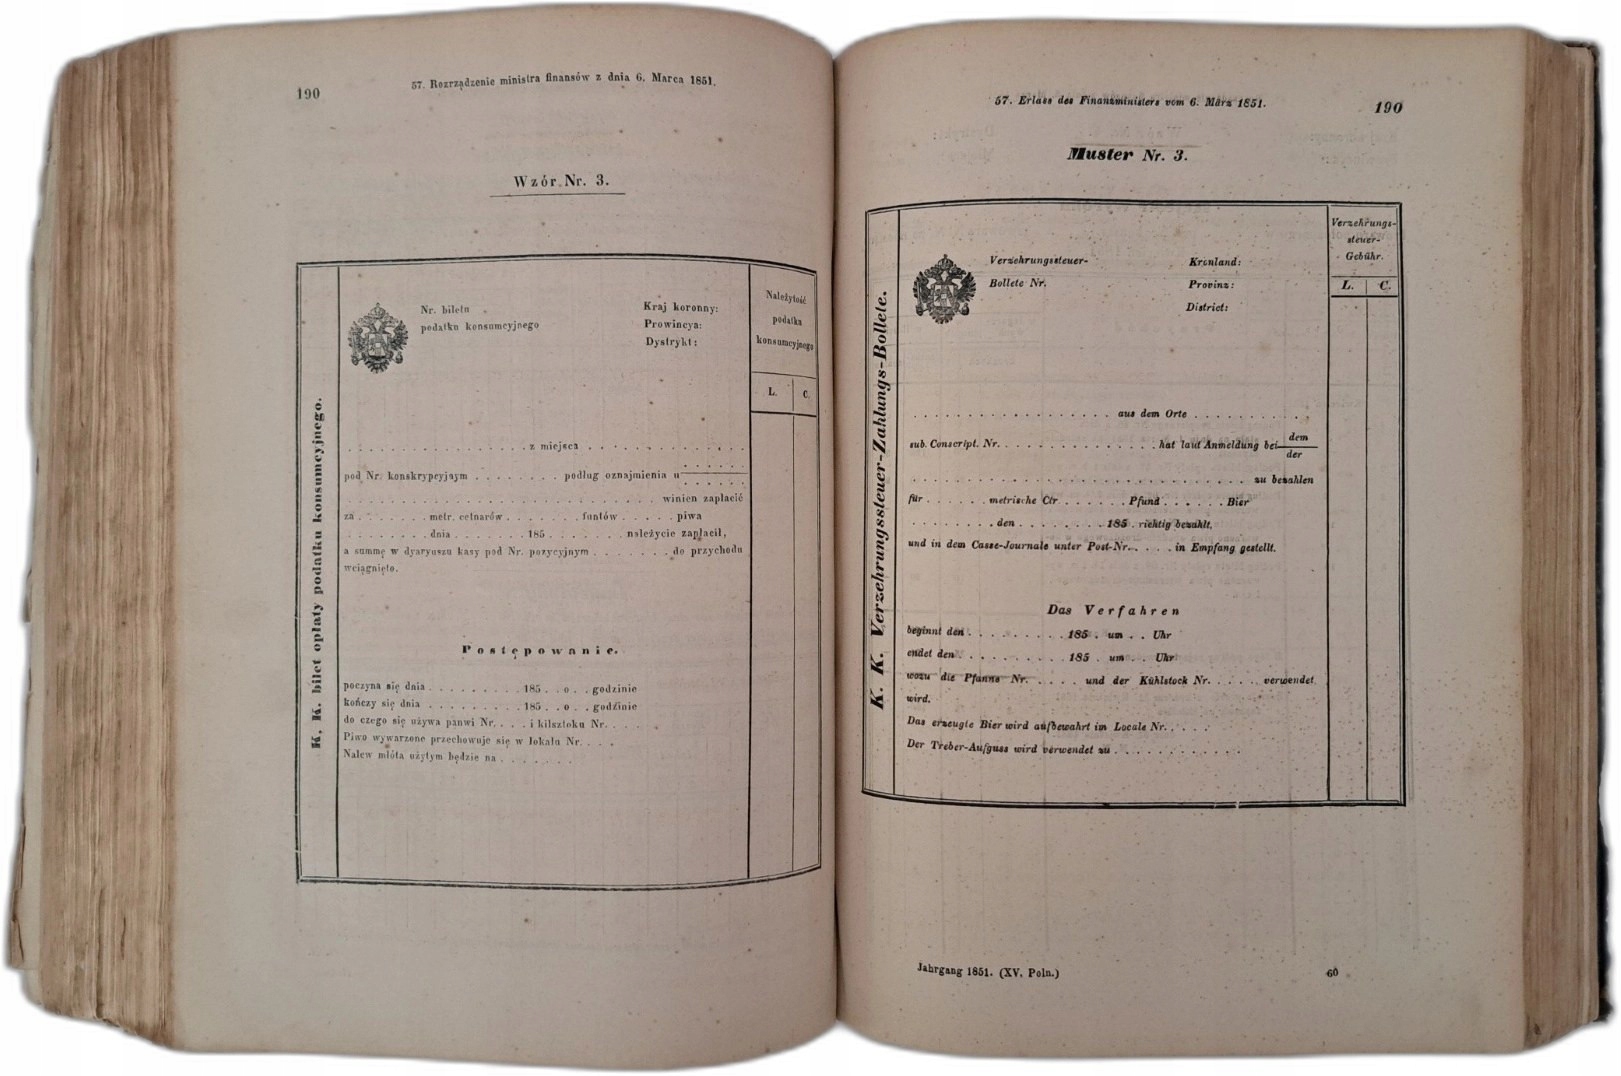 190
57. Rozrządzenie ministra finansów z dnia 6. Marca 1851.
Wzór Nr. 3.
K. K. bilet opłaty podatku konsumcyjnego.
Nr. biletu
podatku konsumcyjnego
Kraj koronny:
Prowincya:
Dystrykt:
Należytość
podatku
konsumcyjnego
L. C.
. . . . . . . . . . . . . . . . . . z miejsca . . . . . . . . . . . . . . . .
pod Nr. konskrypcyjnym . . . . . . . . podług oznajmienia u . . . . . .
. . . . . . . . . . . . . . . . . . . . . . . . . . . . . . winien zapłacić
za . . . . . . . metr. cetnarów . . . . . . . funtów . . . . . piwa
. . . . . . . . dnia . . . . . . . 185 . . . . . . . należycie zapłacił,
a summę w dyaryuszu kasy pod Nr. pozycyjnym . . . . . . . do przychodu
wciągnięto.
Postępowanie.
poczyna się dnia . . . . . . . . . 185 . . o . . godzinie
kończy się dnia . . . . . . . . . 185 . . o . . godzinie
do czego się używa panwi Nr. . . . i kilsztoku Nr. . . .
Piwo wywarzone przechowuje się w lokalu Nr. . . .
Nalew młóta użytym będzie na . . . . . . .
57. Erlass des Finanzministers vom 6. März 1851.
190
Muster Nr. 3.
K. K. Verzehrungssteuer-Zahlungs-Bollete.
Verzehrungssteuer-
Bollete Nr.
Kronland:
Provinz:
District:
Verzehrungs-
steuer-
Gebühr.
L. C.
. . . . . . . . . . . . . . . . . . aus dem Orte . . . . . . . . . . .
sub. Conscript. Nr. . . . . . . . . . . . . . . hat laut Anmeldung bei dem
der
. . . . . . . . . . . . . . . . . . . . . . . . . . . . . . zu bezahlen
für . . . . . . metrische Ctr . . . . . . Pfund . . . . . . Bier
. . . . . . . . den . . . . . . . . 185 . richtig bezahlt,
und in dem Casse-Journale unter Post-Nr. . . . . in Empfang gestellt.
Das Verfahren
beginnt den . . . . . . . . . 185 . um . . Uhr
endet den . . . . . . . . . . 185 . um . . Uhr
wozu die Pfanne Nr. . . . . und der Kühlstock Nr. . . . . . verwendet
wird.
Das erzeugte Bier wird aufbewahrt im Locale Nr. . . . .
Der Treber-Aufguss wird verwendet zu . . . . . . . . . . . .
Jahrgang 1851. (XV. Poln.)
60